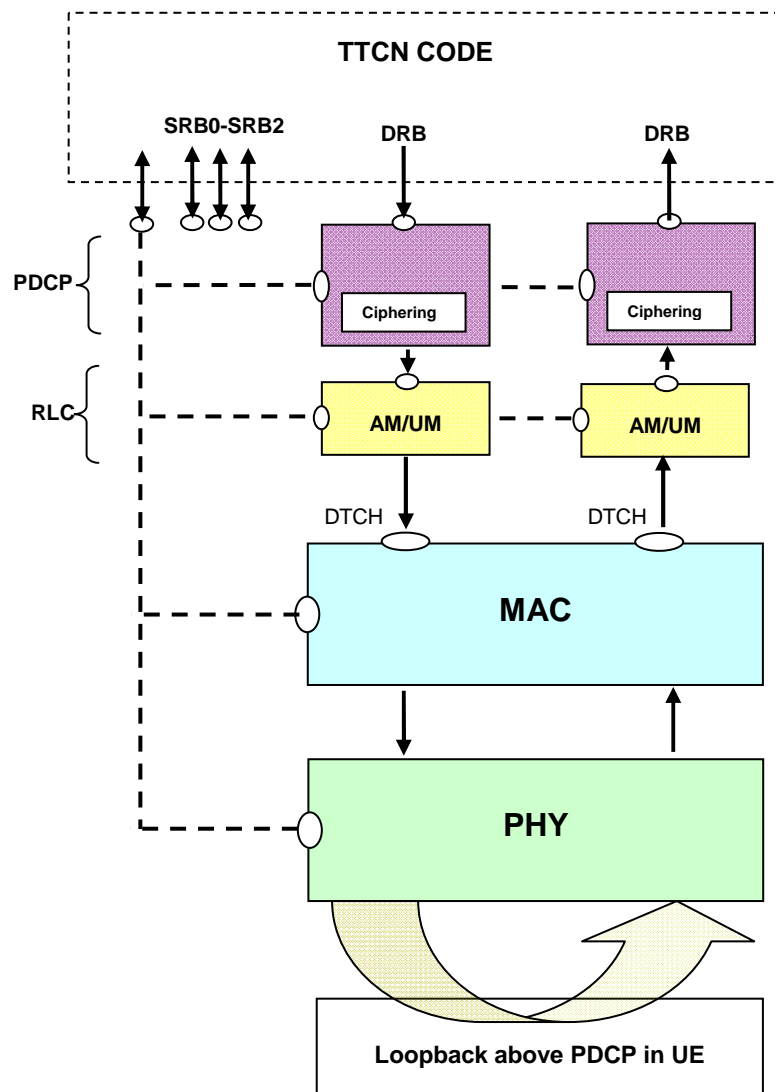 TTCN CODE
SRB0-SRB2
DRB
DRB
PDCP
Ciphering
Ciphering
RLC
AM/UM
AM/UM
DTCH
DTCH
MAC
PHY
Loopback above PDCP in UE